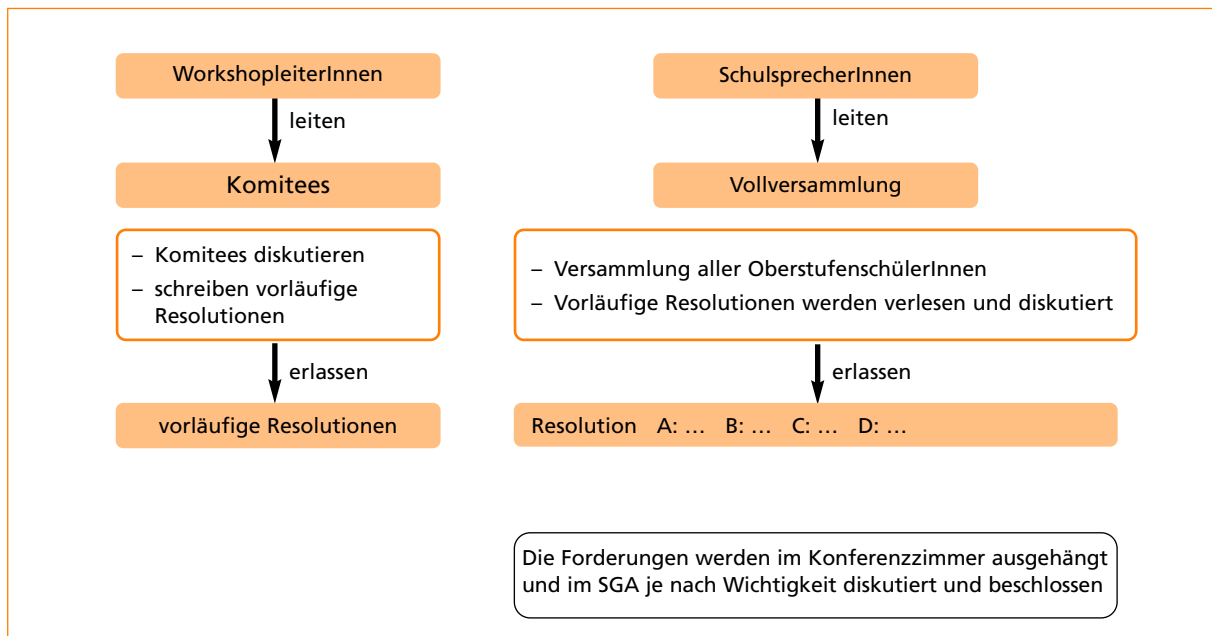 WorkshopleiterInnen
leiten
Komitees
– Komitees diskutieren
– schreiben vorläufige
Resolutionen
erlassen
vorläufige Resolutionen
SchulsprecherInnen
leiten
Vollversammlung
– Versammlung aller OberstufenschülerInnen
– Vorläufige Resolutionen werden verlesen und diskutiert
erlassen
Resolution A: … B: … C: … D: …
Die Forderungen werden im Konferenzzimmer ausgehängt
und im SGA je nach Wichtigkeit diskutiert und beschlossen